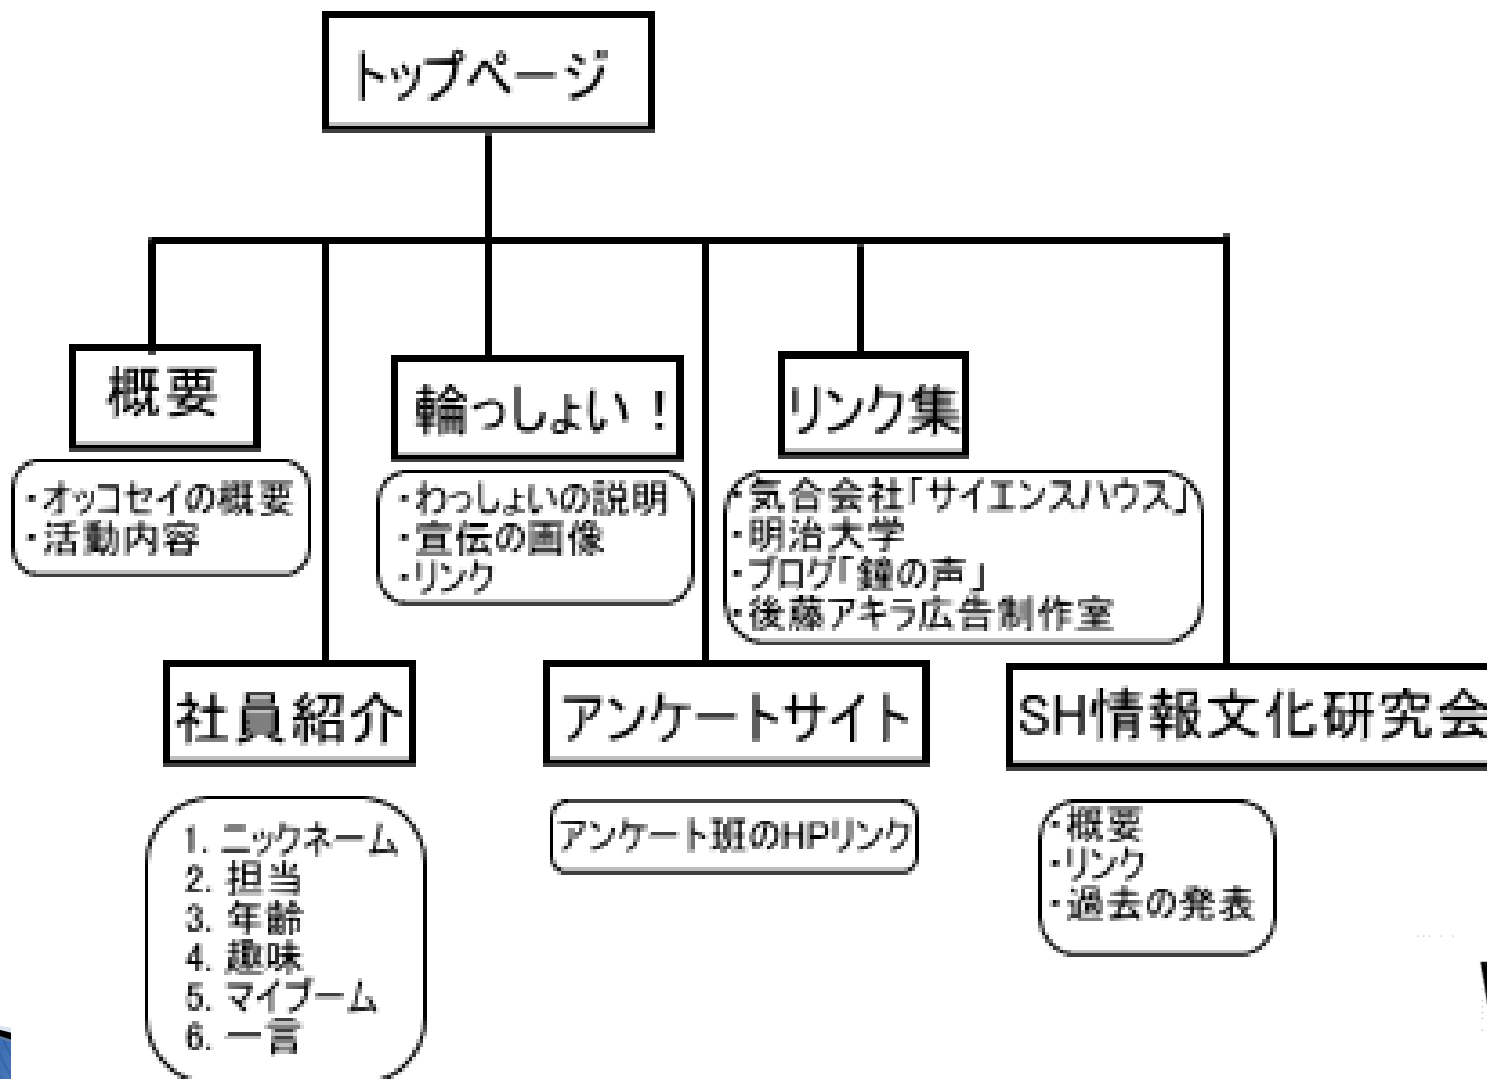 トップページ
概要
・オッコセイの概要
・活動内容
輪っしょい！
・わっしょいの説明
・宣伝の画像
・リンク
リンク集
・気合会社「サイエンスハウス」
・明治大学
・ブログ「鐘の声」
・後藤アキラ広告制作室
社員紹介
1. ニックネーム
2. 担当
3. 年齢
4. 趣味
5. マイブーム
6. 一言
アンケートサイト
アンケート班のHPリンク
SH情報文化研究会
・概要
・リンク
・過去の発表